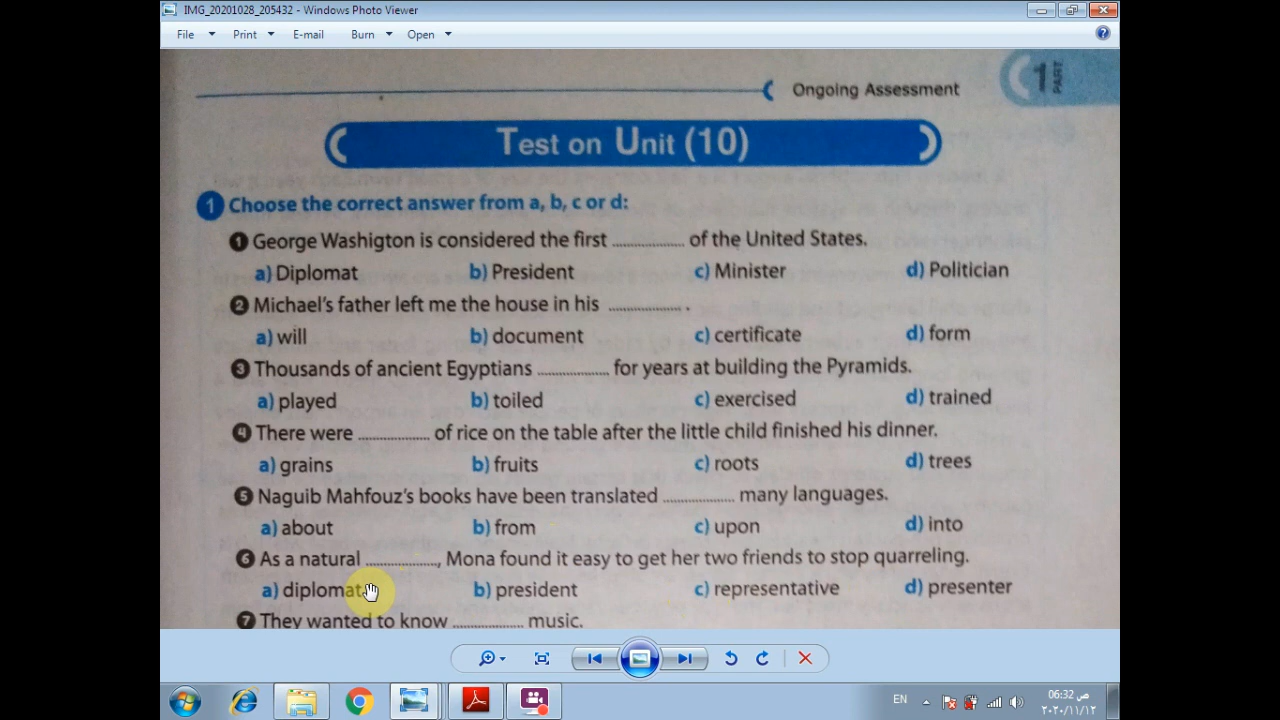 IMG_20201028_205432 - Windows Photo Viewer
File Print E-mail Burn Open
Ongoing Assessment
1 PART
Test on Unit (10)
1 Choose the correct answer from a, b, c or d:
1 George Washigton is considered the first .................. of the United States.
a) Diplomat b) President c) Minister d) Politician
2 Michael's father left me the house in his .................. .
a) will b) document c) certificate d) form
3 Thousands of ancient Egyptians .................. for years at building the Pyramids.
a) played b) toiled c) exercised d) trained
4 There were .................. of rice on the table after the little child finished his dinner.
a) grains b) fruits c) roots d) trees
5 Naguib Mahfouz's books have been translated .................. many languages.
a) about b) from c) upon d) into
6 As a natural .................., Mona found it easy to get her two friends to stop quarreling.
a) diplomat b) president c) representative d) presenter
7 They wanted to know .................. music.
EN
06:32 ص
٢٠٢٠/١١/١٢